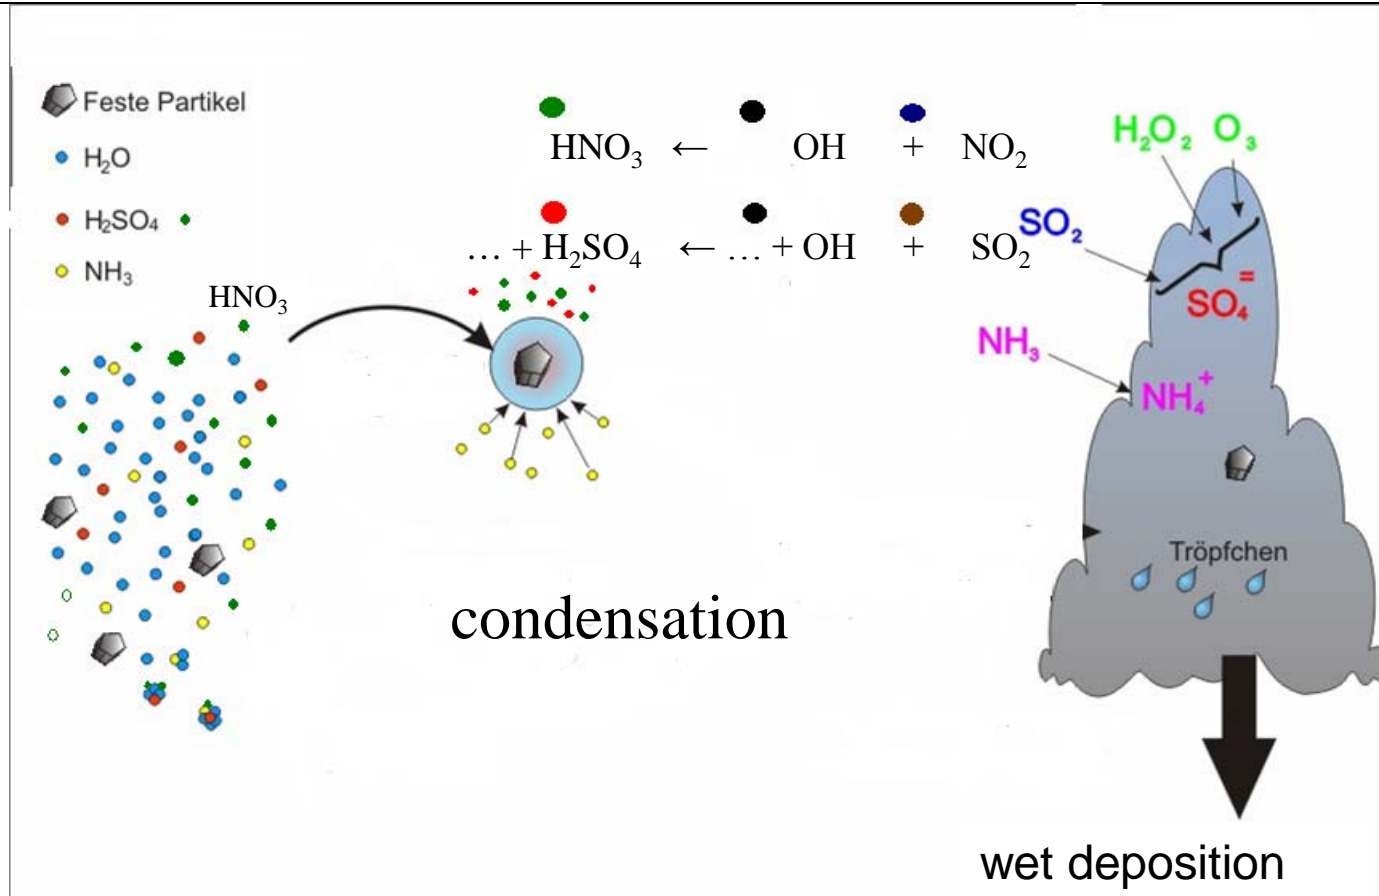 Feste Partikel
H₂O
H₂SO₄
NH₃
HNO₃
HNO₃ ← OH + NO₂
… + H₂SO₄ ← … + OH + SO₂
condensation
H₂O₂ O₃
SO₂
SO₄⁼
NH₃
NH₄⁺
Tröpfchen
wet deposition